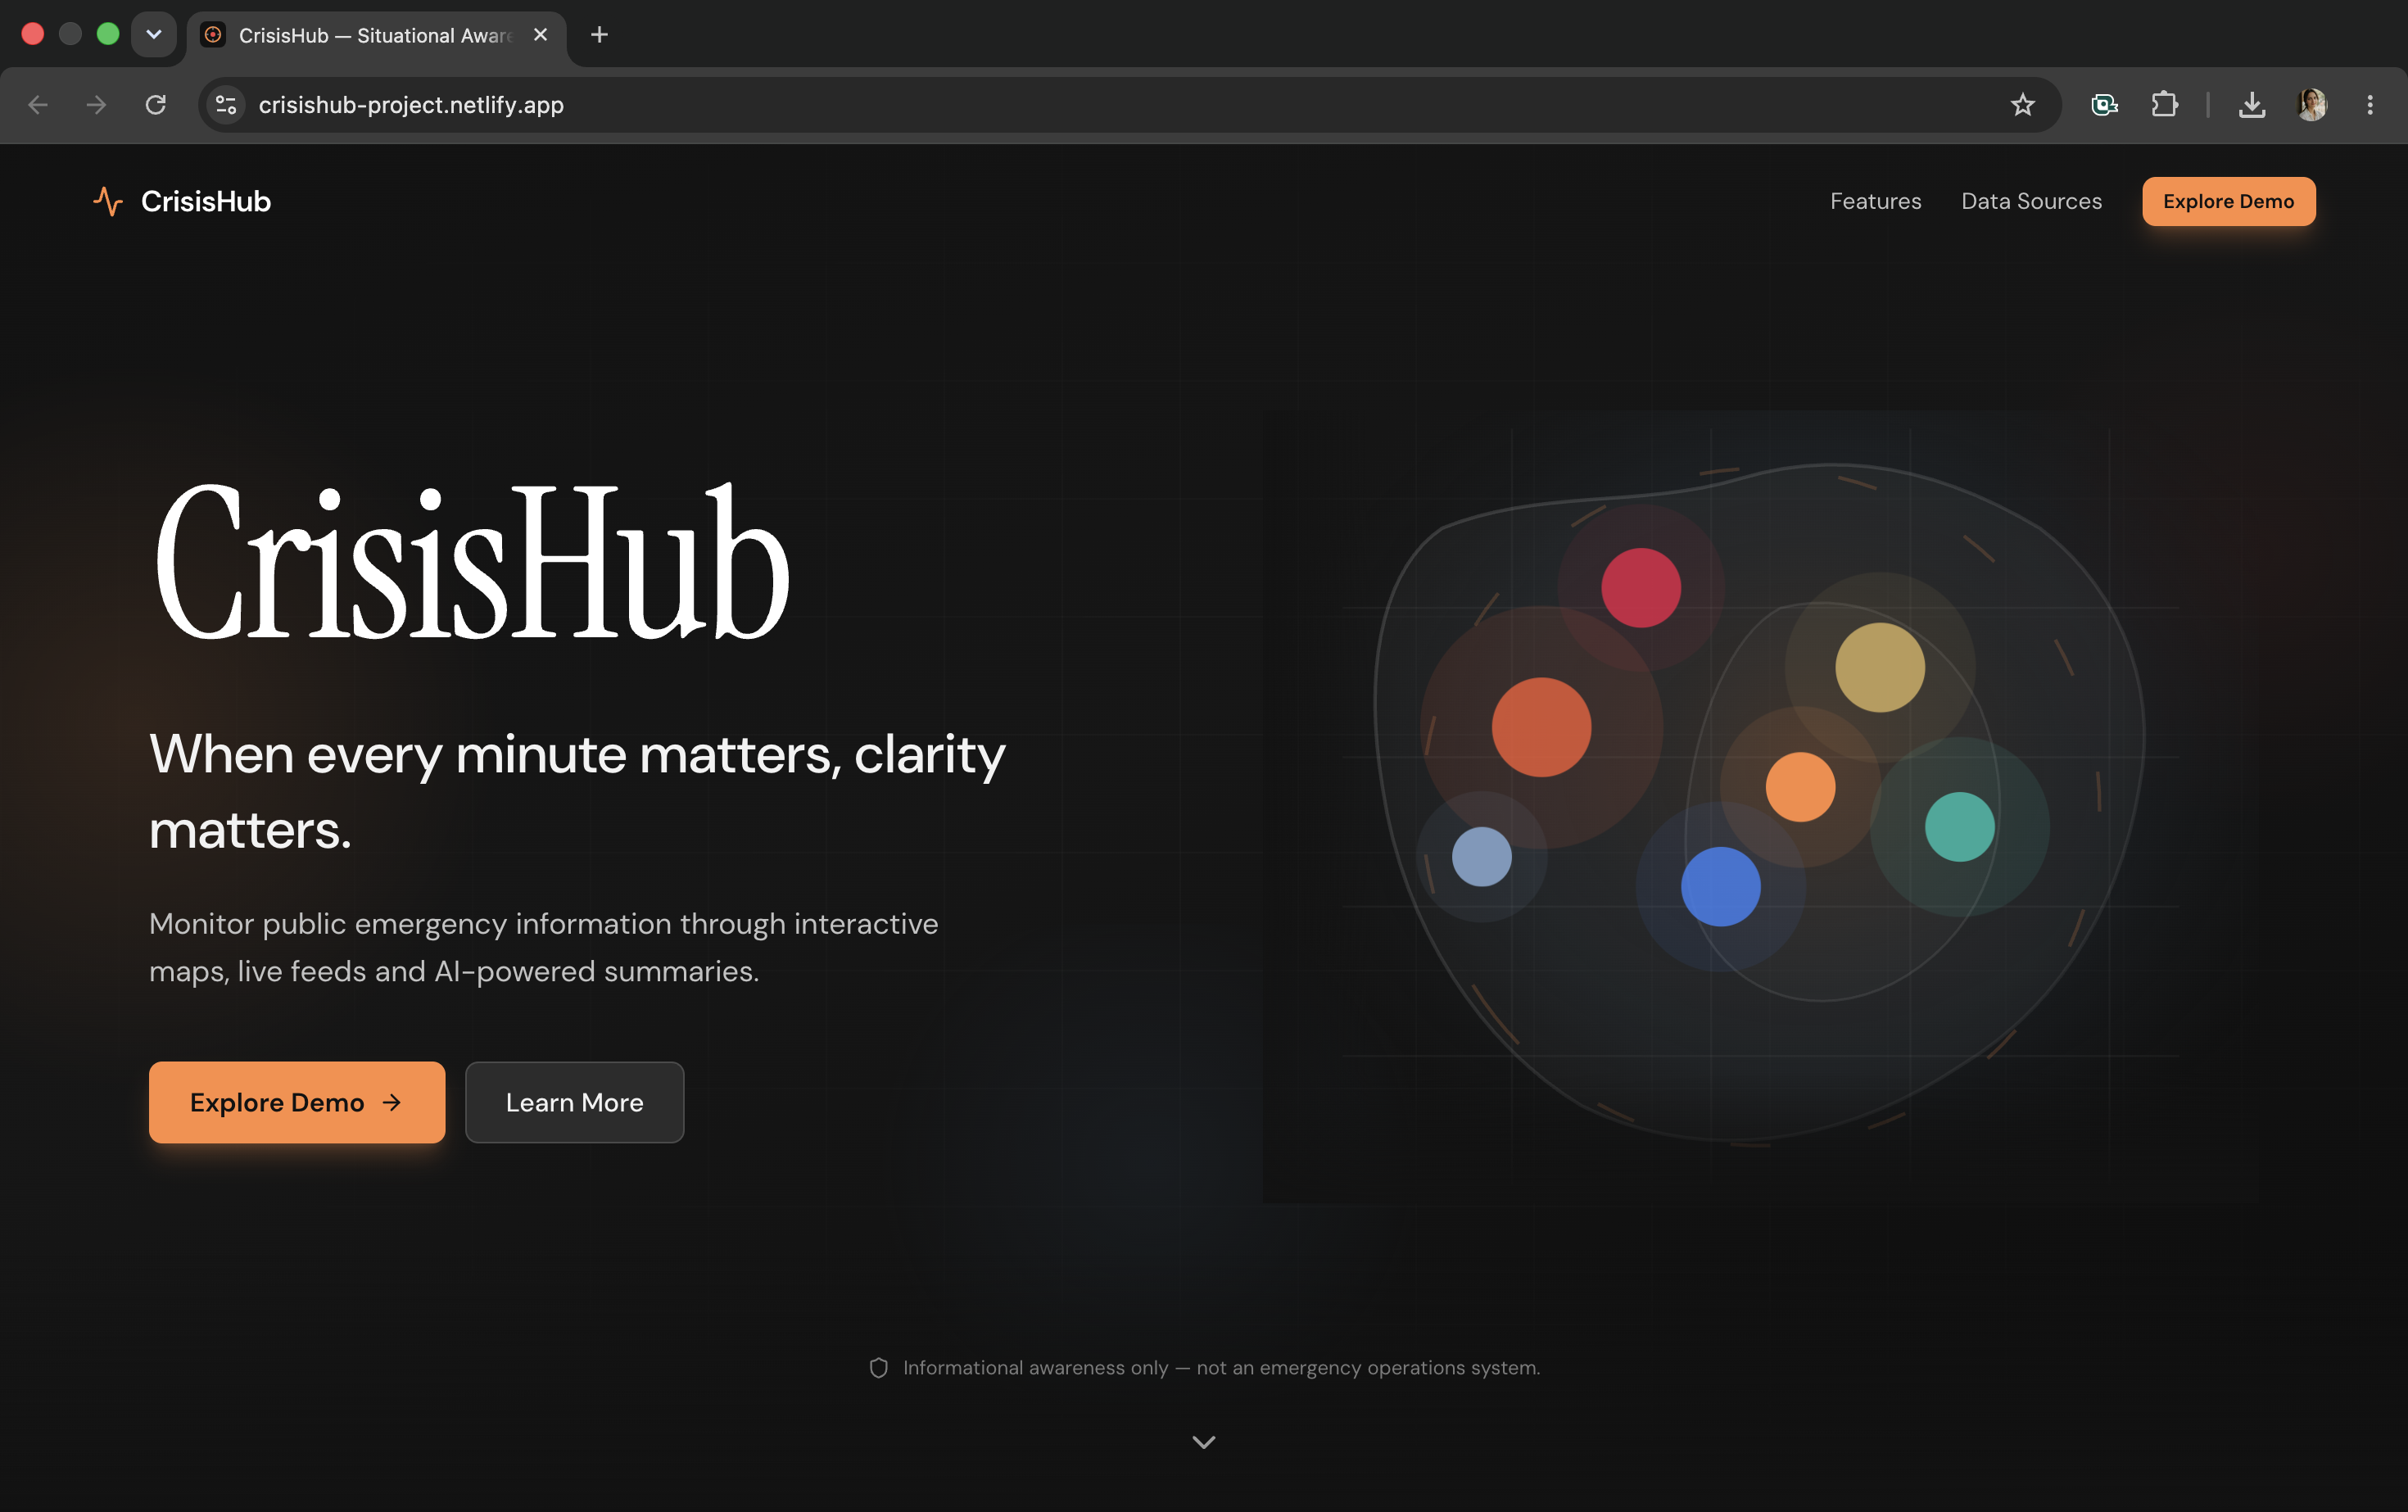 CrisisHub — Situational Aware
crisishub-project.netlify.app
CrisisHub
Features
Data Sources
Explore Demo
CrisisHub
When every minute matters, clarity
matters.
Monitor public emergency information through interactive
maps, live feeds and AI-powered summaries.
Explore Demo →
Learn More
Informational awareness only — not an emergency operations system.